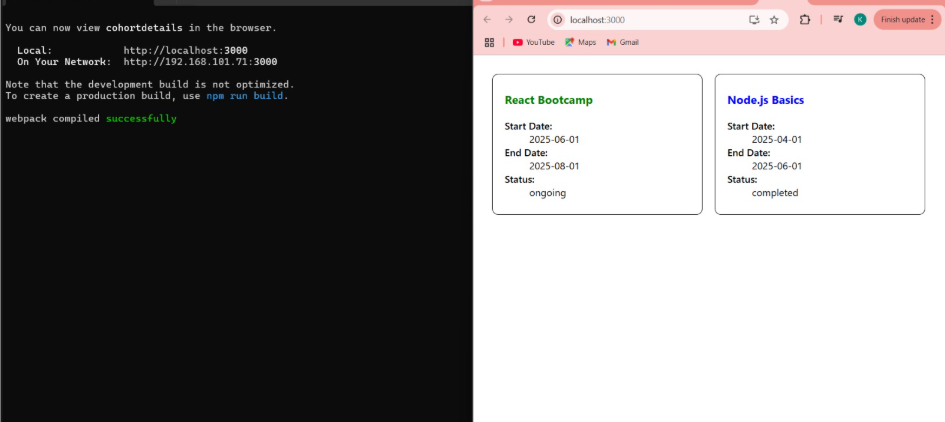 You can now view cohortdetails in the browser.
Local: http://localhost:3000
On Your Network: http://192.168.101.71:3000
Note that the development build is not optimized.
To create a production build, use npm run build.
webpack compiled successfully
localhost:3000
K
Finish update
YouTube
Maps
Gmail
React Bootcamp
Start Date:
2025-06-01
End Date:
2025-08-01
Status:
ongoing
Node.js Basics
Start Date:
2025-04-01
End Date:
2025-06-01
Status:
completed